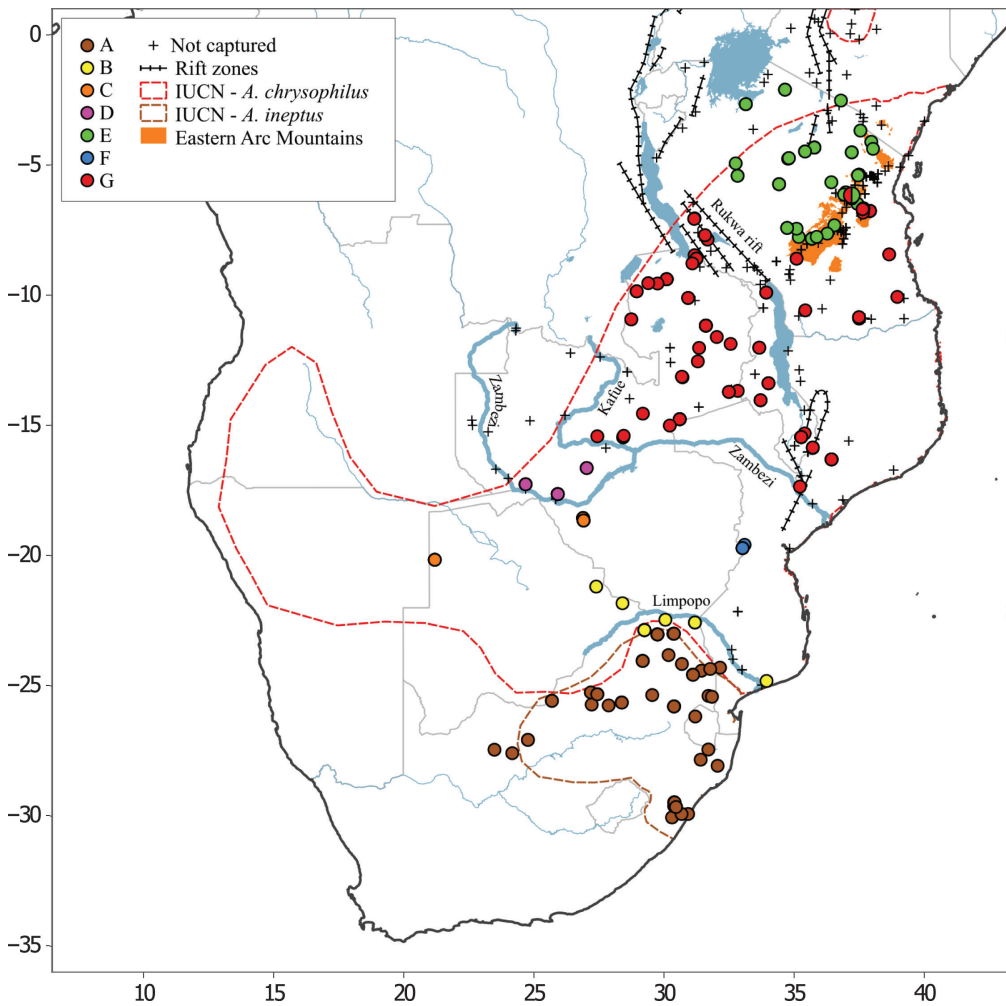 A
B
C
D
E
F
G
Not captured
Rift zones
IUCN - A. chrysophilus
IUCN - A. ineptus
Eastern Arc Mountains
Rukwa rift
Zambezi
Kafue
Zambezi
Limpopo
0
−5
−10
−15
−20
−25
−30
−35
10
15
20
25
30
35
40